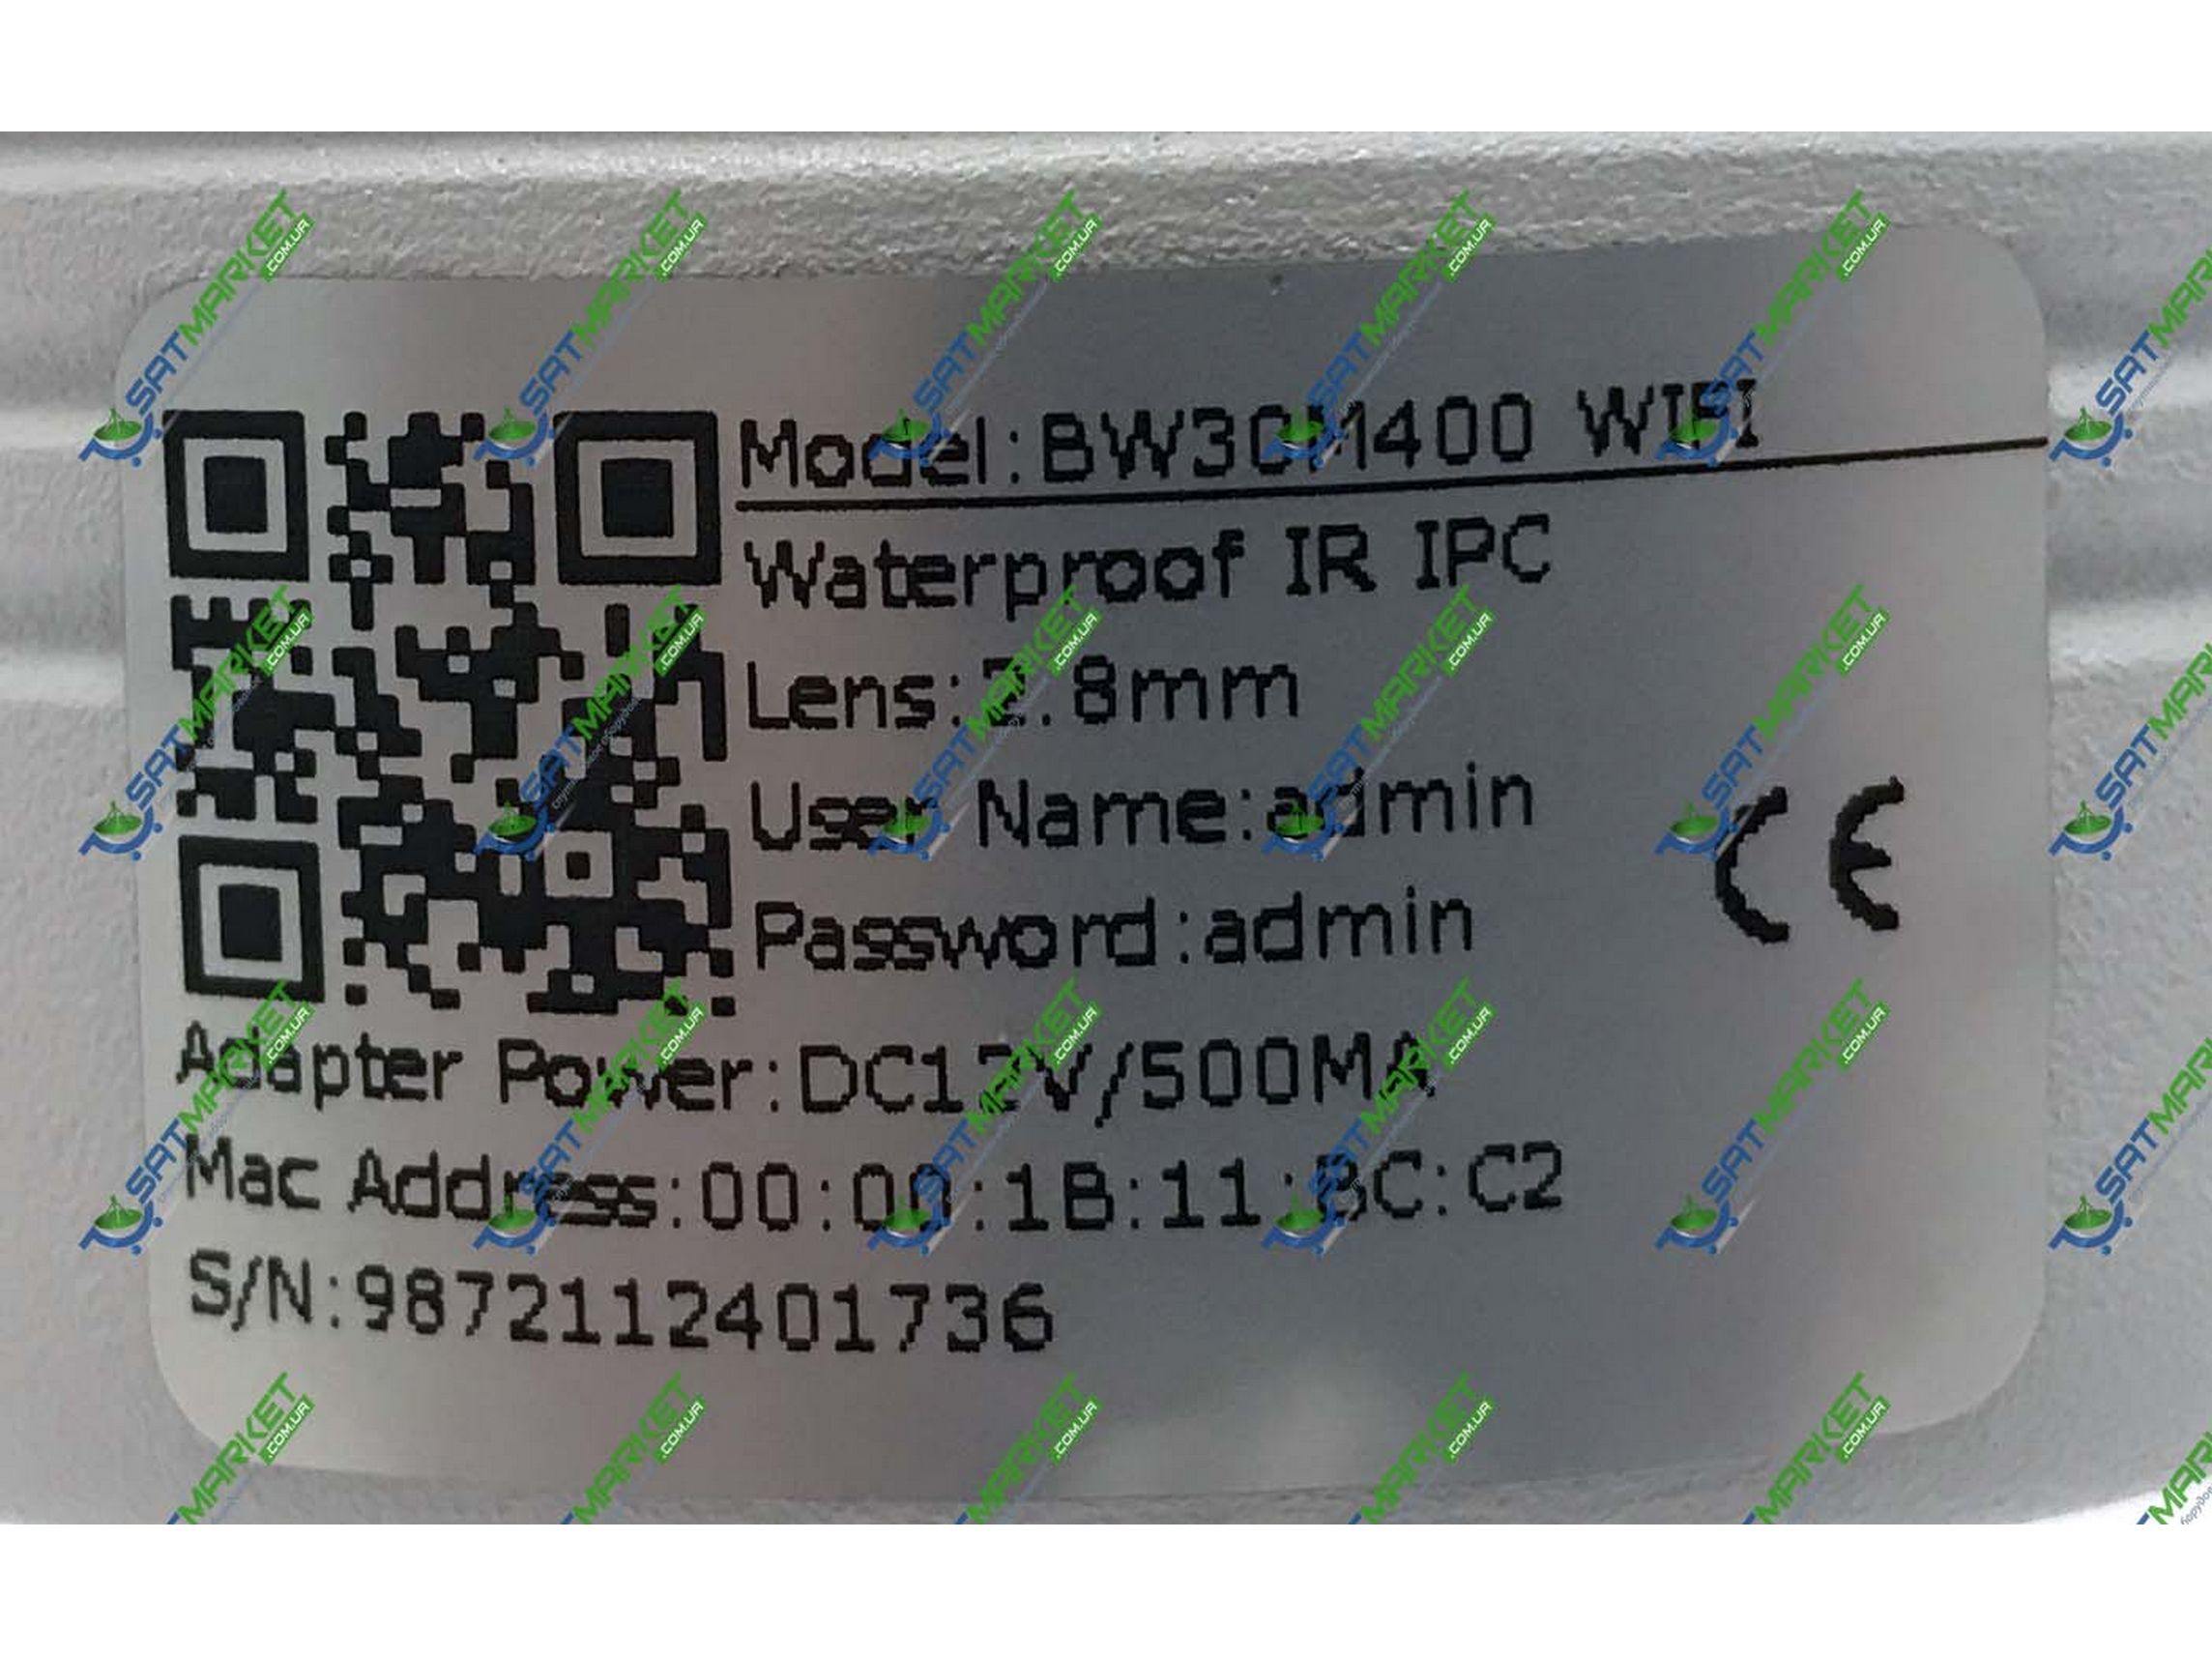 Model:BW3CM400 WIFI
Waterproof IR IPC
Lens:2.8mm
User Name:admin
Password:admin
CE
Adapter Power:DC12V/500MA
Mac Address:00:00:1B:11:8C:C2
S/N:9872112401736
SATMARKET
.COM.UA